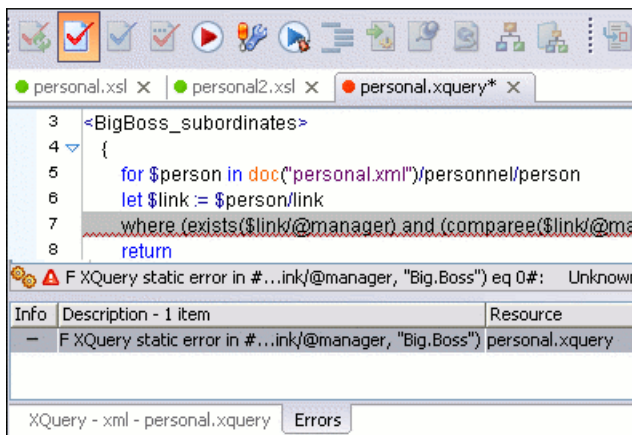 personal.xsl × personal2.xsl × personal.xquery* ×
3 <BigBoss_subordinates>
4 {
5 for $person in doc("personal.xml")/personnel/person
6 let $link := $person/link
7 where (exists($link/@manager) and (comparee($link/@ma
8 return
F XQuery static error in #...ink/@manager, "Big.Boss") eq 0#: Unknown
Info Description - 1 item Resource
F XQuery static error in #...ink/@manager, "Big.Boss") personal.xquery
XQuery - xml - personal.xquery Errors